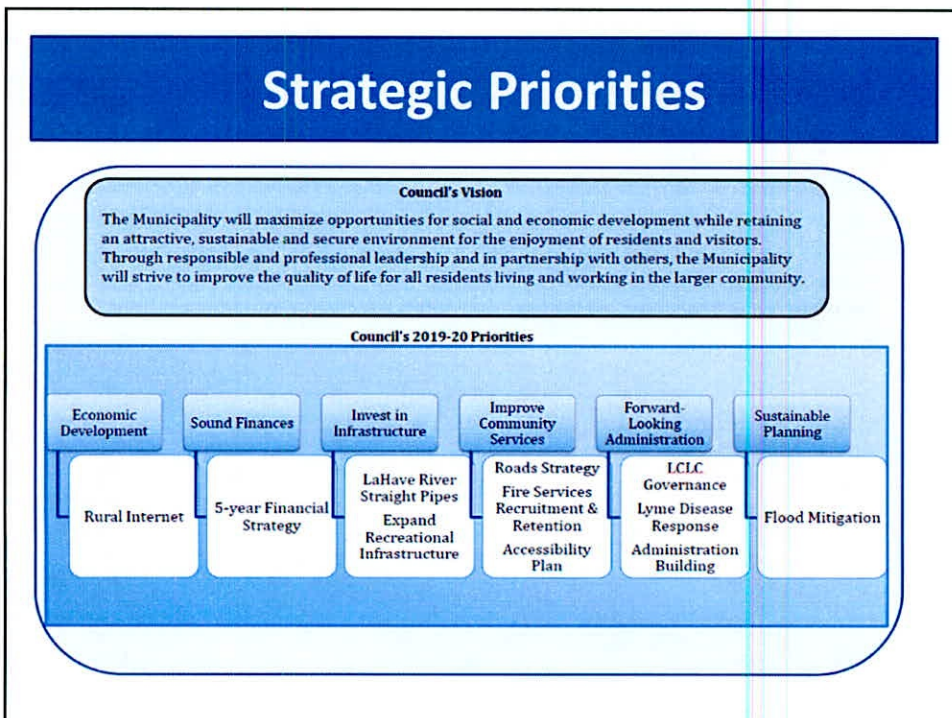 Strategic Priorities
Council's Vision
The Municipality will maximize opportunities for social and economic development while retaining
an attractive, sustainable and secure environment for the enjoyment of residents and visitors.
Through responsible and professional leadership and in partnership with others, the Municipality
will strive to improve the quality of life for all residents living and working in the larger community.
Council's 2019-20 Priorities
Economic
Development
Rural Internet
Sound Finances
5-year Financial
Strategy
Invest in
Infrastructure
LaHave River
Straight Pipes
Expand
Recreational
Infrastructure
Improve
Community
Services
Roads Strategy
Fire Services
Recruitment &
Retention
Accessibility
Plan
Forward-
Looking
Administration
LCLC
Governance
Lyme Disease
Response
Administration
Building
Sustainable
Planning
Flood Mitigation